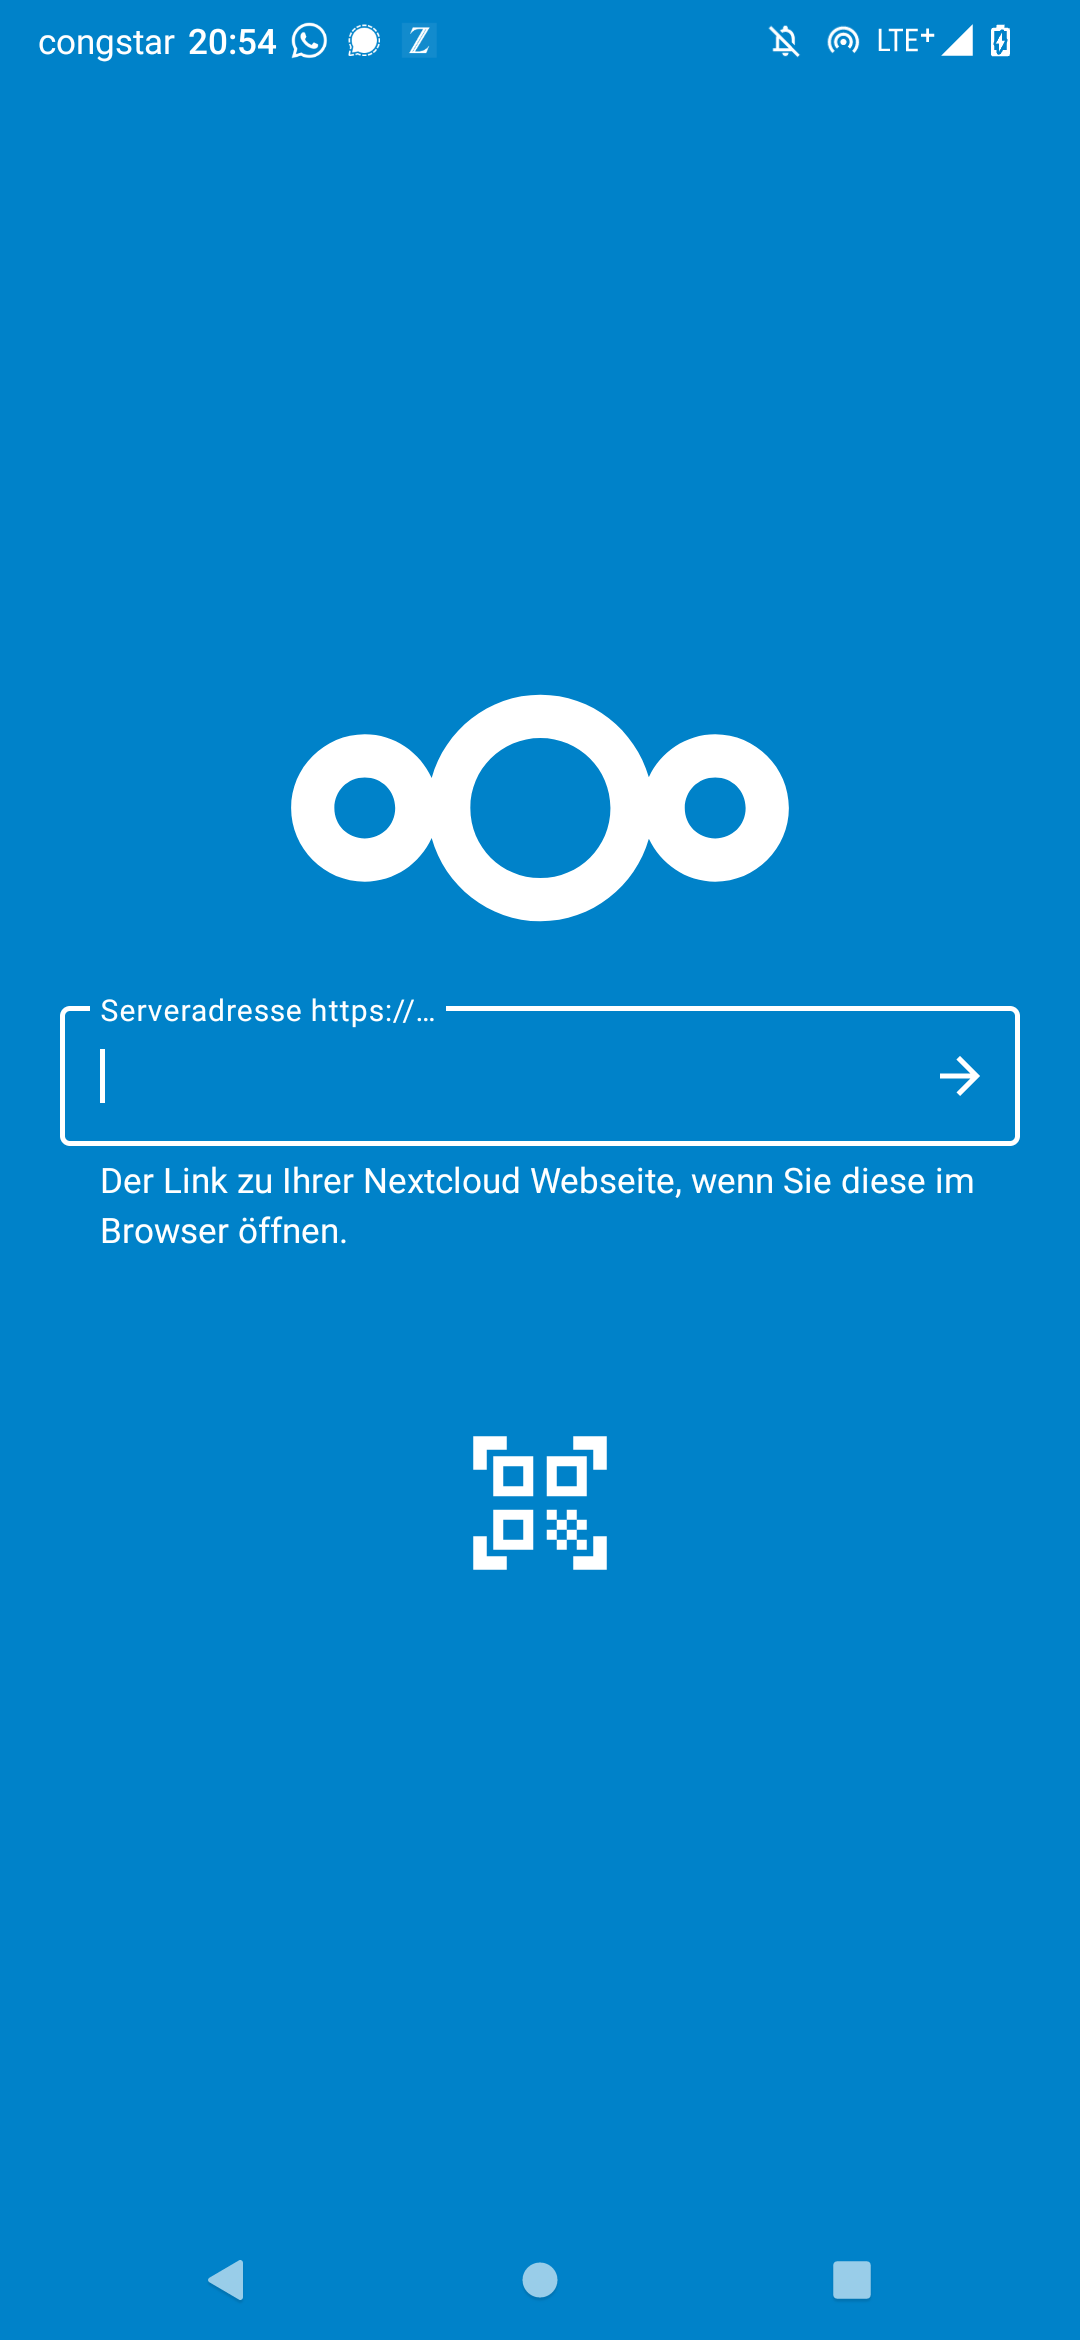 congstar 20:54 LTE+
Serveradresse https://...
Der Link zu Ihrer Nextcloud Webseite, wenn Sie diese im
Browser öffnen.